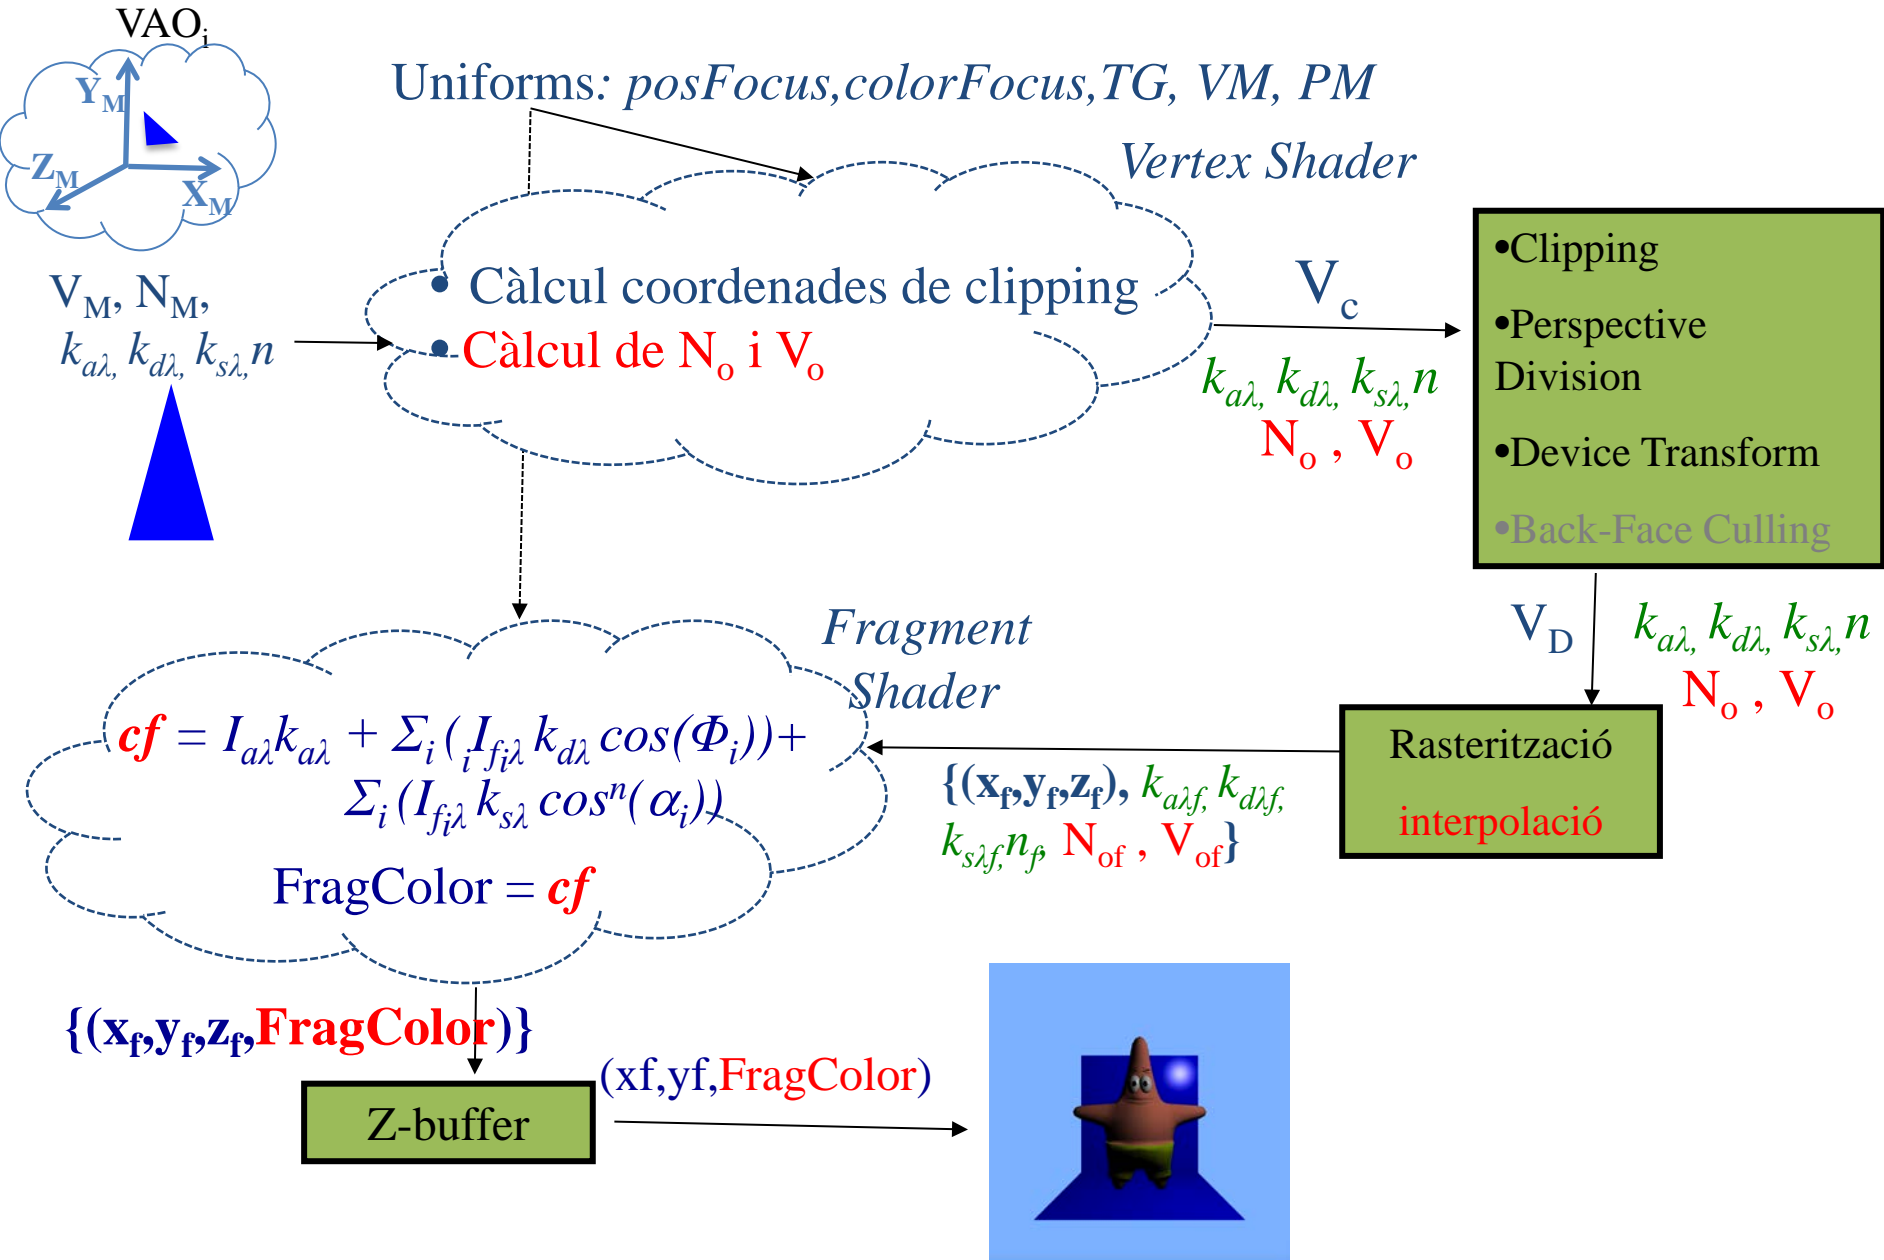 VAOi
YM
ZM
XM
Uniforms: posFocus,colorFocus,TG, VM, PM
Vertex Shader
VM, NM,
kaλ, kdλ, ksλ,n
• Càlcul coordenades de clipping
• Càlcul de No i Vo
Vc
kaλ, kdλ, ksλ,n
No , Vo
•Clipping
•Perspective
Division
•Device Transform
•Back-Face Culling
VD
kaλ, kdλ, ksλ,n
No , Vo
Rasterització
interpolació
{(xf,yf,zf), kaλf, kdλf,
ksλf,nf, Nof , Vof}
Fragment
Shader
cf = Iaλkaλ + Σi (iIfiλ kdλ cos(Φi))+
Σi (Ifiλ ksλ cosn(αi))
FragColor = cf
{(xf,yf,zf,FragColor)}
Z-buffer
(xf,yf,FragColor)